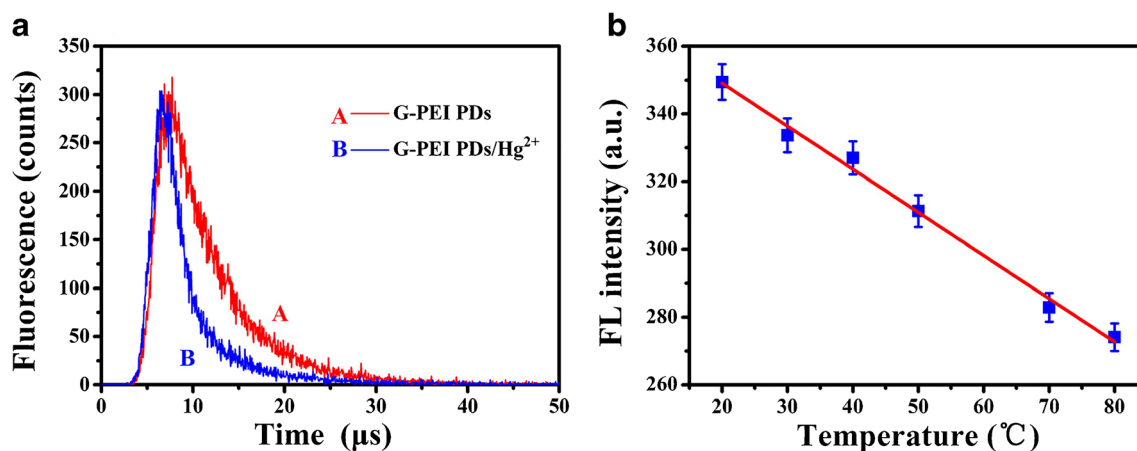 a
350
300
250
200
150
100
50
0
Fluorescence (counts)
A G-PEI PDs
B G-PEI PDs/Hg²⁺
A
B
0 10 20 30 40 50
Time (μs)
b
360
340
320
300
280
260
FL intensity (a.u.)
20 30 40 50 60 70 80
Temperature (℃)